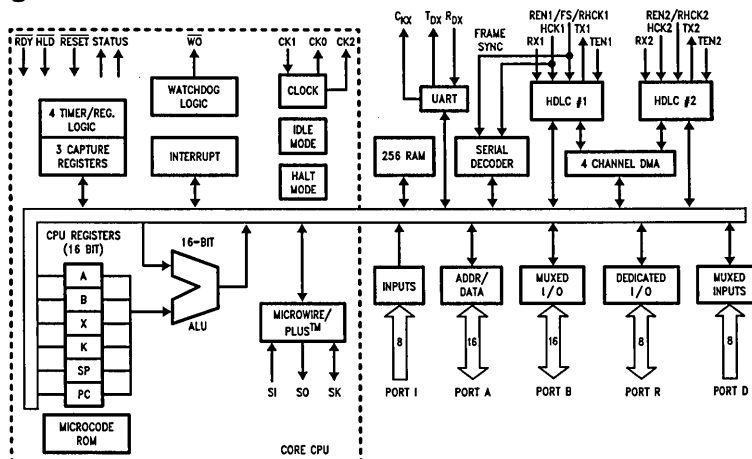 RDY HLD RESET STATUS
WO
CK1 CK0 CK2
CKX TDX RDX
FRAME
SYNC
REN1/FS/RHCK1
HCK1
RX1 TX1 TEN1
REN2/RHCK2
HCK2
RX2 TX2 TEN2
4 TIMER/REG.
LOGIC
3 CAPTURE
REGISTERS
WATCHDOG
LOGIC
INTERRUPT
CLOCK
IDLE
MODE
HALT
MODE
UART
256 RAM
SERIAL
DECODER
HDLC #1
HDLC #2
4 CHANNEL DMA
CPU REGISTERS
(16 BIT)
A
B
X
K
SP
PC
MICROCODE
ROM
16-BIT
ALU
MICROWIRE/
PLUS™
SI SO SK
CORE CPU
INPUTS
ADDR/
DATA
MUXED
I/O
DEDICATED
I/O
MUXED
INPUTS
8
16
16
8
8
PORT I
PORT A
PORT B
PORT R
PORT D